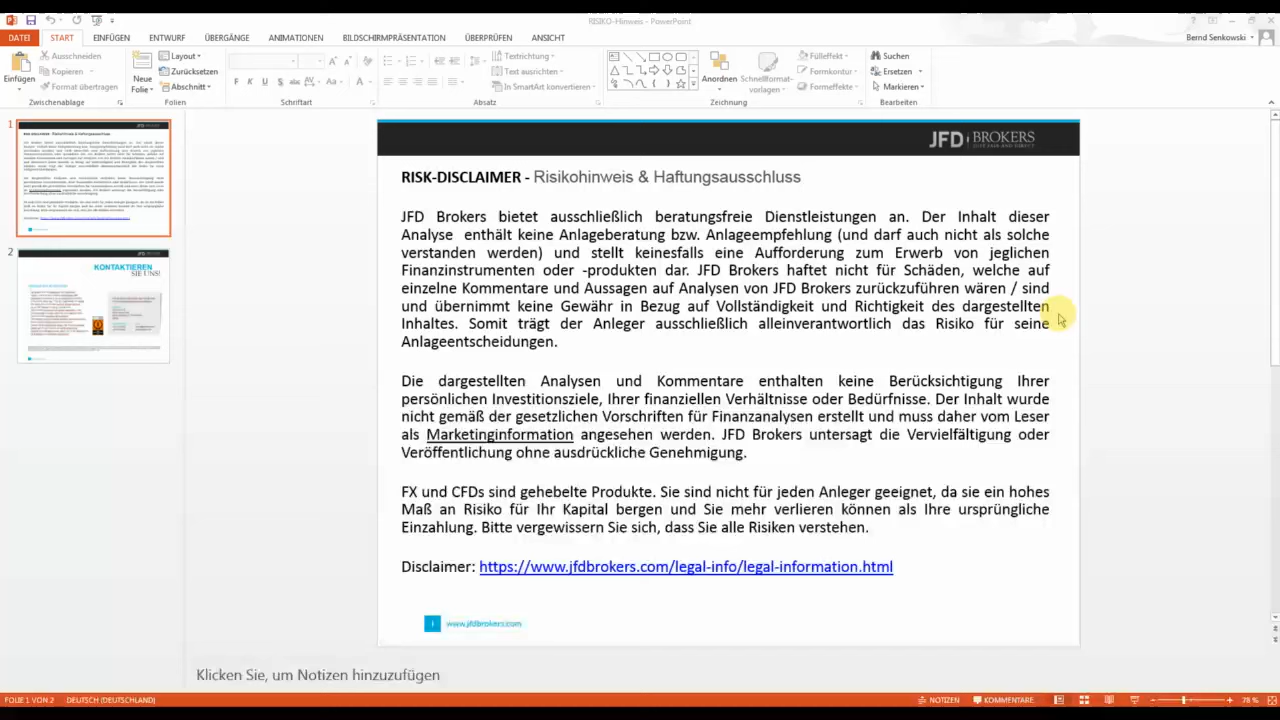 RISIKO-Hinweis - PowerPoint
DATEI START EINFÜGEN ENTWURF ÜBERGÄNGE ANIMATIONEN BILDSCHIRMPRÄSENTATION ÜBERPRÜFEN ANSICHT
Bernd Senkowski
Einfügen
Ausschneiden
Kopieren
Format übertragen
Zwischenablage
Neue
Folie
Layout
Zurücksetzen
Abschnitt
Folien
F K U S abc AV Aa A
Schriftart
Textrichtung
Text ausrichten
In SmartArt konvertieren
Absatz
Anordnen
Schnellformat-
vorlagen
Fülleffekt
Formkontur
Formeffekte
Zeichnung
Suchen
Ersetzen
Markieren
Bearbeiten
1
2
KONTAKTIEREN
SIE UNS!
JFD BROKERS
JUST FAIR AND DIRECT
RISK-DISCLAIMER - Risikohinweis & Haftungsausschluss
JFD Brokers bietet ausschließlich beratungsfreie Dienstleistungen an. Der Inhalt dieser
Analyse enthält keine Anlageberatung bzw. Anlageempfehlung (und darf auch nicht als solche
verstanden werden) und stellt keinesfalls eine Aufforderung zum Erwerb von jeglichen
Finanzinstrumenten oder -produkten dar. JFD Brokers haftet nicht für Schäden, welche auf
einzelne Kommentare und Aussagen auf Analysen von JFD Brokers zurückzuführen wären / sind
und übernimmt keine Gewähr in Bezug auf Vollständigkeit und Richtigkeit des dargestellten
Inhaltes. Somit trägt der Anleger ausschließlich alleinverantwortlich das Risiko für seine
Anlageentscheidungen.
Die dargestellten Analysen und Kommentare enthalten keine Berücksichtigung Ihrer
persönlichen Investitionsziele, Ihrer finanziellen Verhältnisse oder Bedürfnisse. Der Inhalt wurde
nicht gemäß der gesetzlichen Vorschriften für Finanzanalysen erstellt und muss daher vom Leser
als Marketinginformation angesehen werden. JFD Brokers untersagt die Vervielfältigung oder
Veröffentlichung ohne ausdrückliche Genehmigung.
FX und CFDs sind gehebelte Produkte. Sie sind nicht für jeden Anleger geeignet, da sie ein hohes
Maß an Risiko für Ihr Kapital bergen und Sie mehr verlieren können als Ihre ursprüngliche
Einzahlung. Bitte vergewissern Sie sich, dass Sie alle Risiken verstehen.
Disclaimer: https://www.jfdbrokers.com/legal-info/legal-information.html
www.jfdbrokers.com
Klicken Sie, um Notizen hinzuzufügen
FOLIE 1 VON 2 DEUTSCH (DEUTSCHLAND) NOTIZEN KOMMENTARE 78 %